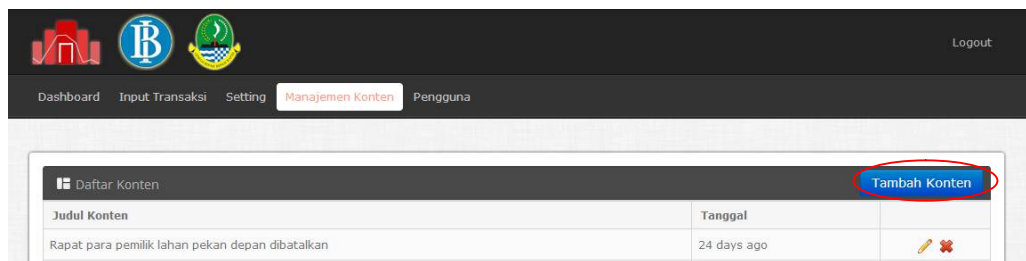 Logout
Dashboard Input Transaksi Setting Manajemen Konten Pengguna
Daftar Konten Tambah Konten
Judul Konten Tanggal
Rapat para pemilik lahan pekan depan dibatalkan 24 days ago